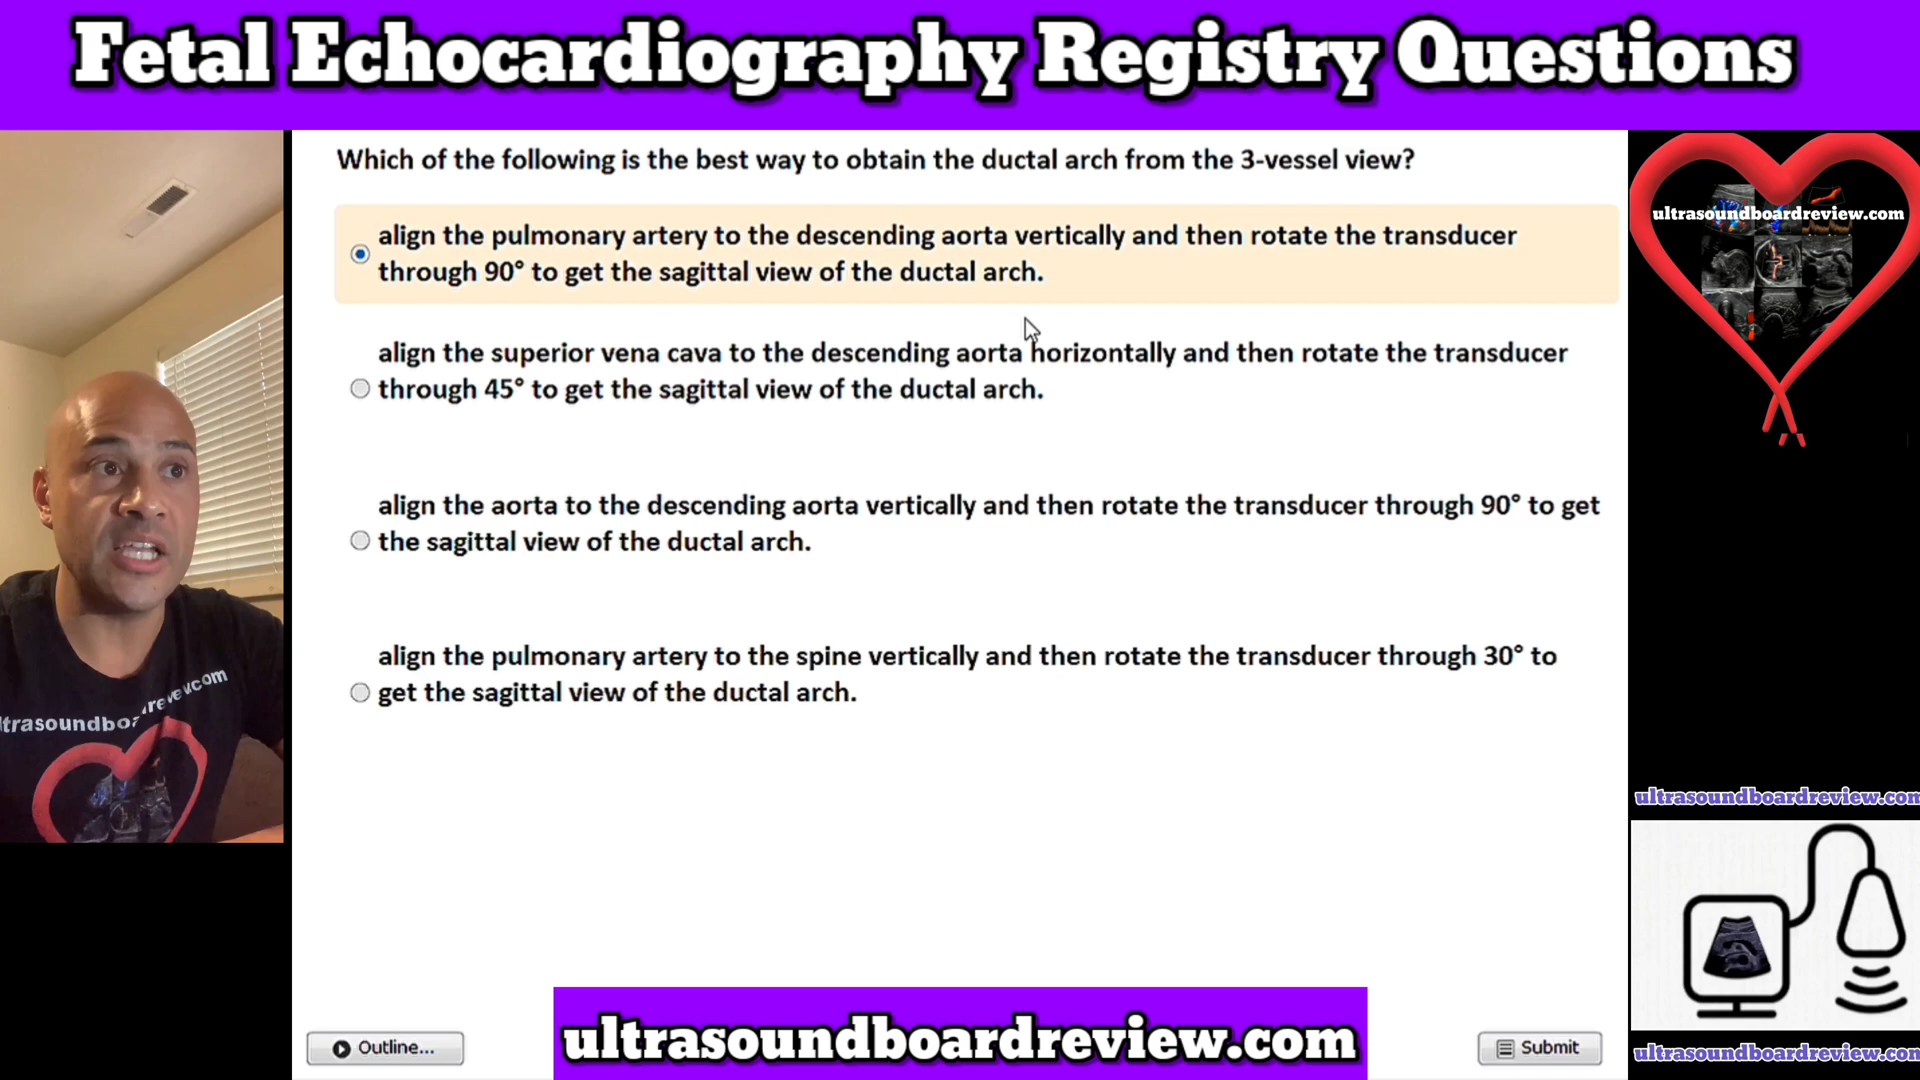 Fetal Echocardiography Registry Questions
Which of the following is the best way to obtain the ductal arch from the 3-vessel view?
align the pulmonary artery to the descending aorta vertically and then rotate the transducer
through 90° to get the sagittal view of the ductal arch.
align the superior vena cava to the descending aorta horizontally and then rotate the transducer
through 45° to get the sagittal view of the ductal arch.
align the aorta to the descending aorta vertically and then rotate the transducer through 90° to get
the sagittal view of the ductal arch.
align the pulmonary artery to the spine vertically and then rotate the transducer through 30° to
get the sagittal view of the ductal arch.
Outline...
ultrasoundboardreview.com
Submit
ultrasoundboardreview.com
ultrasoundboardreview.com
ultrasoundboardreview.com